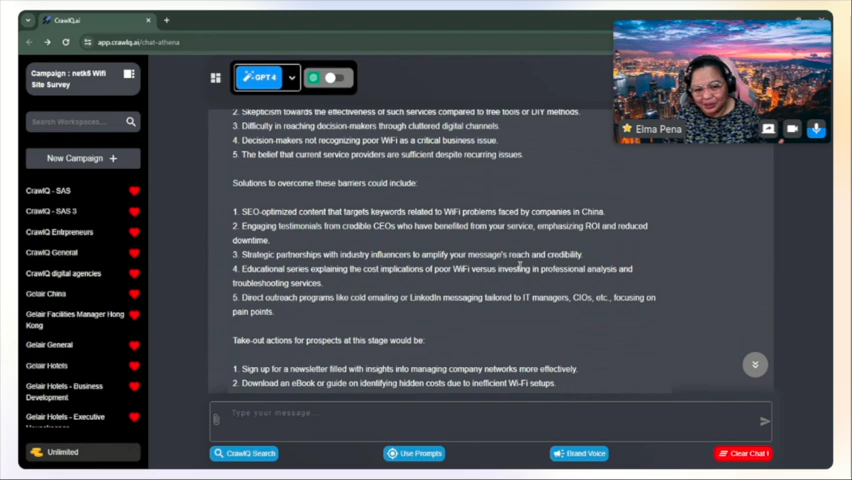 CrawlQ.ai
app.crawlq.ai/chat-athena
Campaign : netk5 Wifi
Site Survey
Search Workspaces...
New Campaign +
CrawlQ - SAS
CrawlQ - SAS 3
CrawlQ Entrpreneurs
CrawlQ General
CrawlQ digital agencies
Gelair China
Gelair Facilities Manager Hong
Kong
Gelair General
Gelair Hotels
Gelair Hotels - Business
Development
Gelair Hotels - Executive
Housekeeper
Unlimited
GPT 4
2. Skepticism towards the effectiveness of such services compared to free tools or DIY methods.
3. Difficulty in reaching decision-makers through cluttered digital channels.
4. Decision-makers not recognizing poor WiFi as a critical business issue.
5. The belief that current service providers are sufficient despite recurring issues.
Solutions to overcome these barriers could include:
1. SEO-optimized content that targets keywords related to WiFi problems faced by companies in China.
2. Engaging testimonials from credible CEOs who have benefited from your service, emphasizing ROI and reduced
downtime.
3. Strategic partnerships with industry influencers to amplify your message's reach and credibility.
4. Educational series explaining the cost implications of poor WiFi versus investing in professional analysis and
troubleshooting services.
5. Direct outreach programs like cold emailing or LinkedIn messaging tailored to IT managers, CIOs, etc., focusing on
pain points.
Take-out actions for prospects at this stage would be:
1. Sign up for a newsletter filled with insights into managing company networks more effectively.
2. Download an eBook or guide on identifying hidden costs due to inefficient Wi-Fi setups.
Type your message...
CrawlQ Search
Use Prompts
Brand Voice
Clear Chat !
Elma Pena